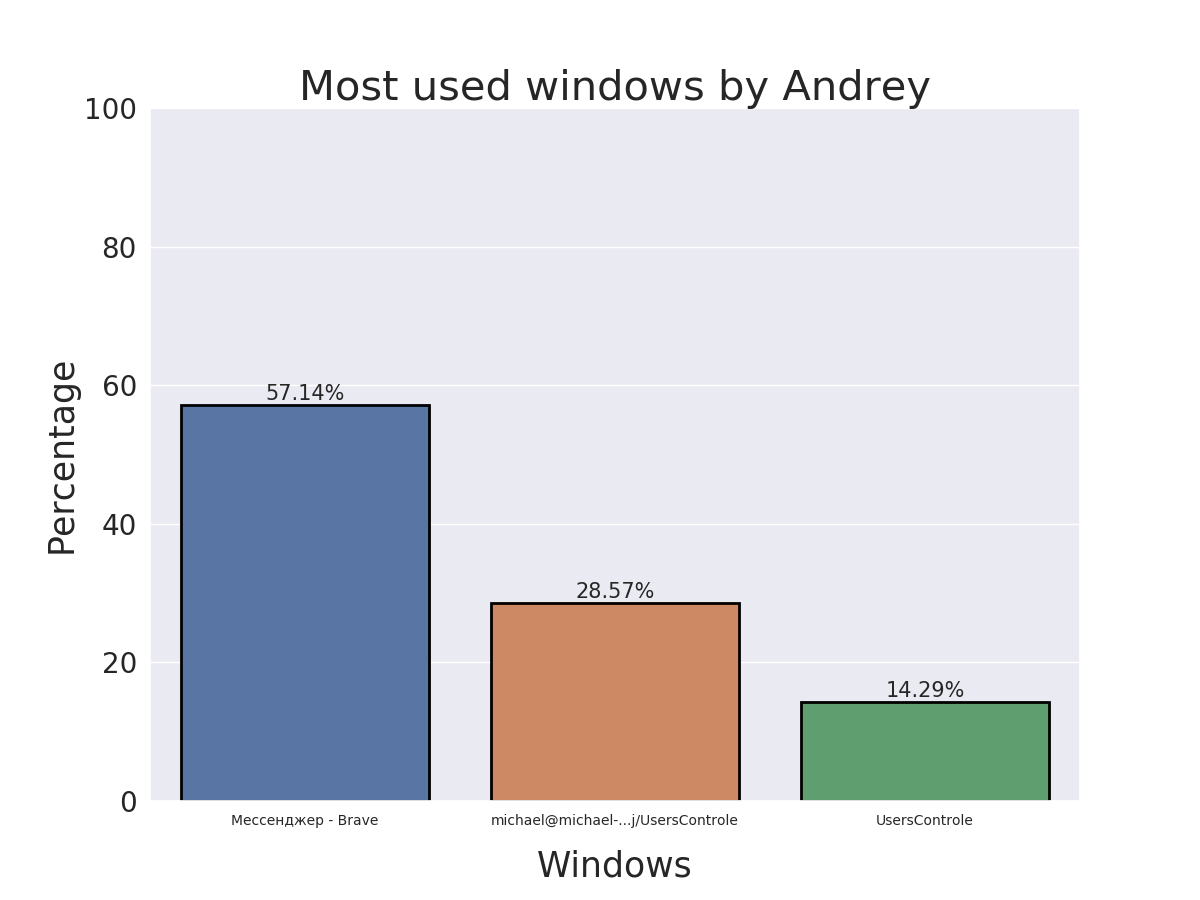 Most used windows by Andrey
100
80
60
40
20
0
Percentage
57.14%
28.57%
14.29%
Мессенджер - Brave
michael@michael-...j/UsersControle
UsersControle
Windows